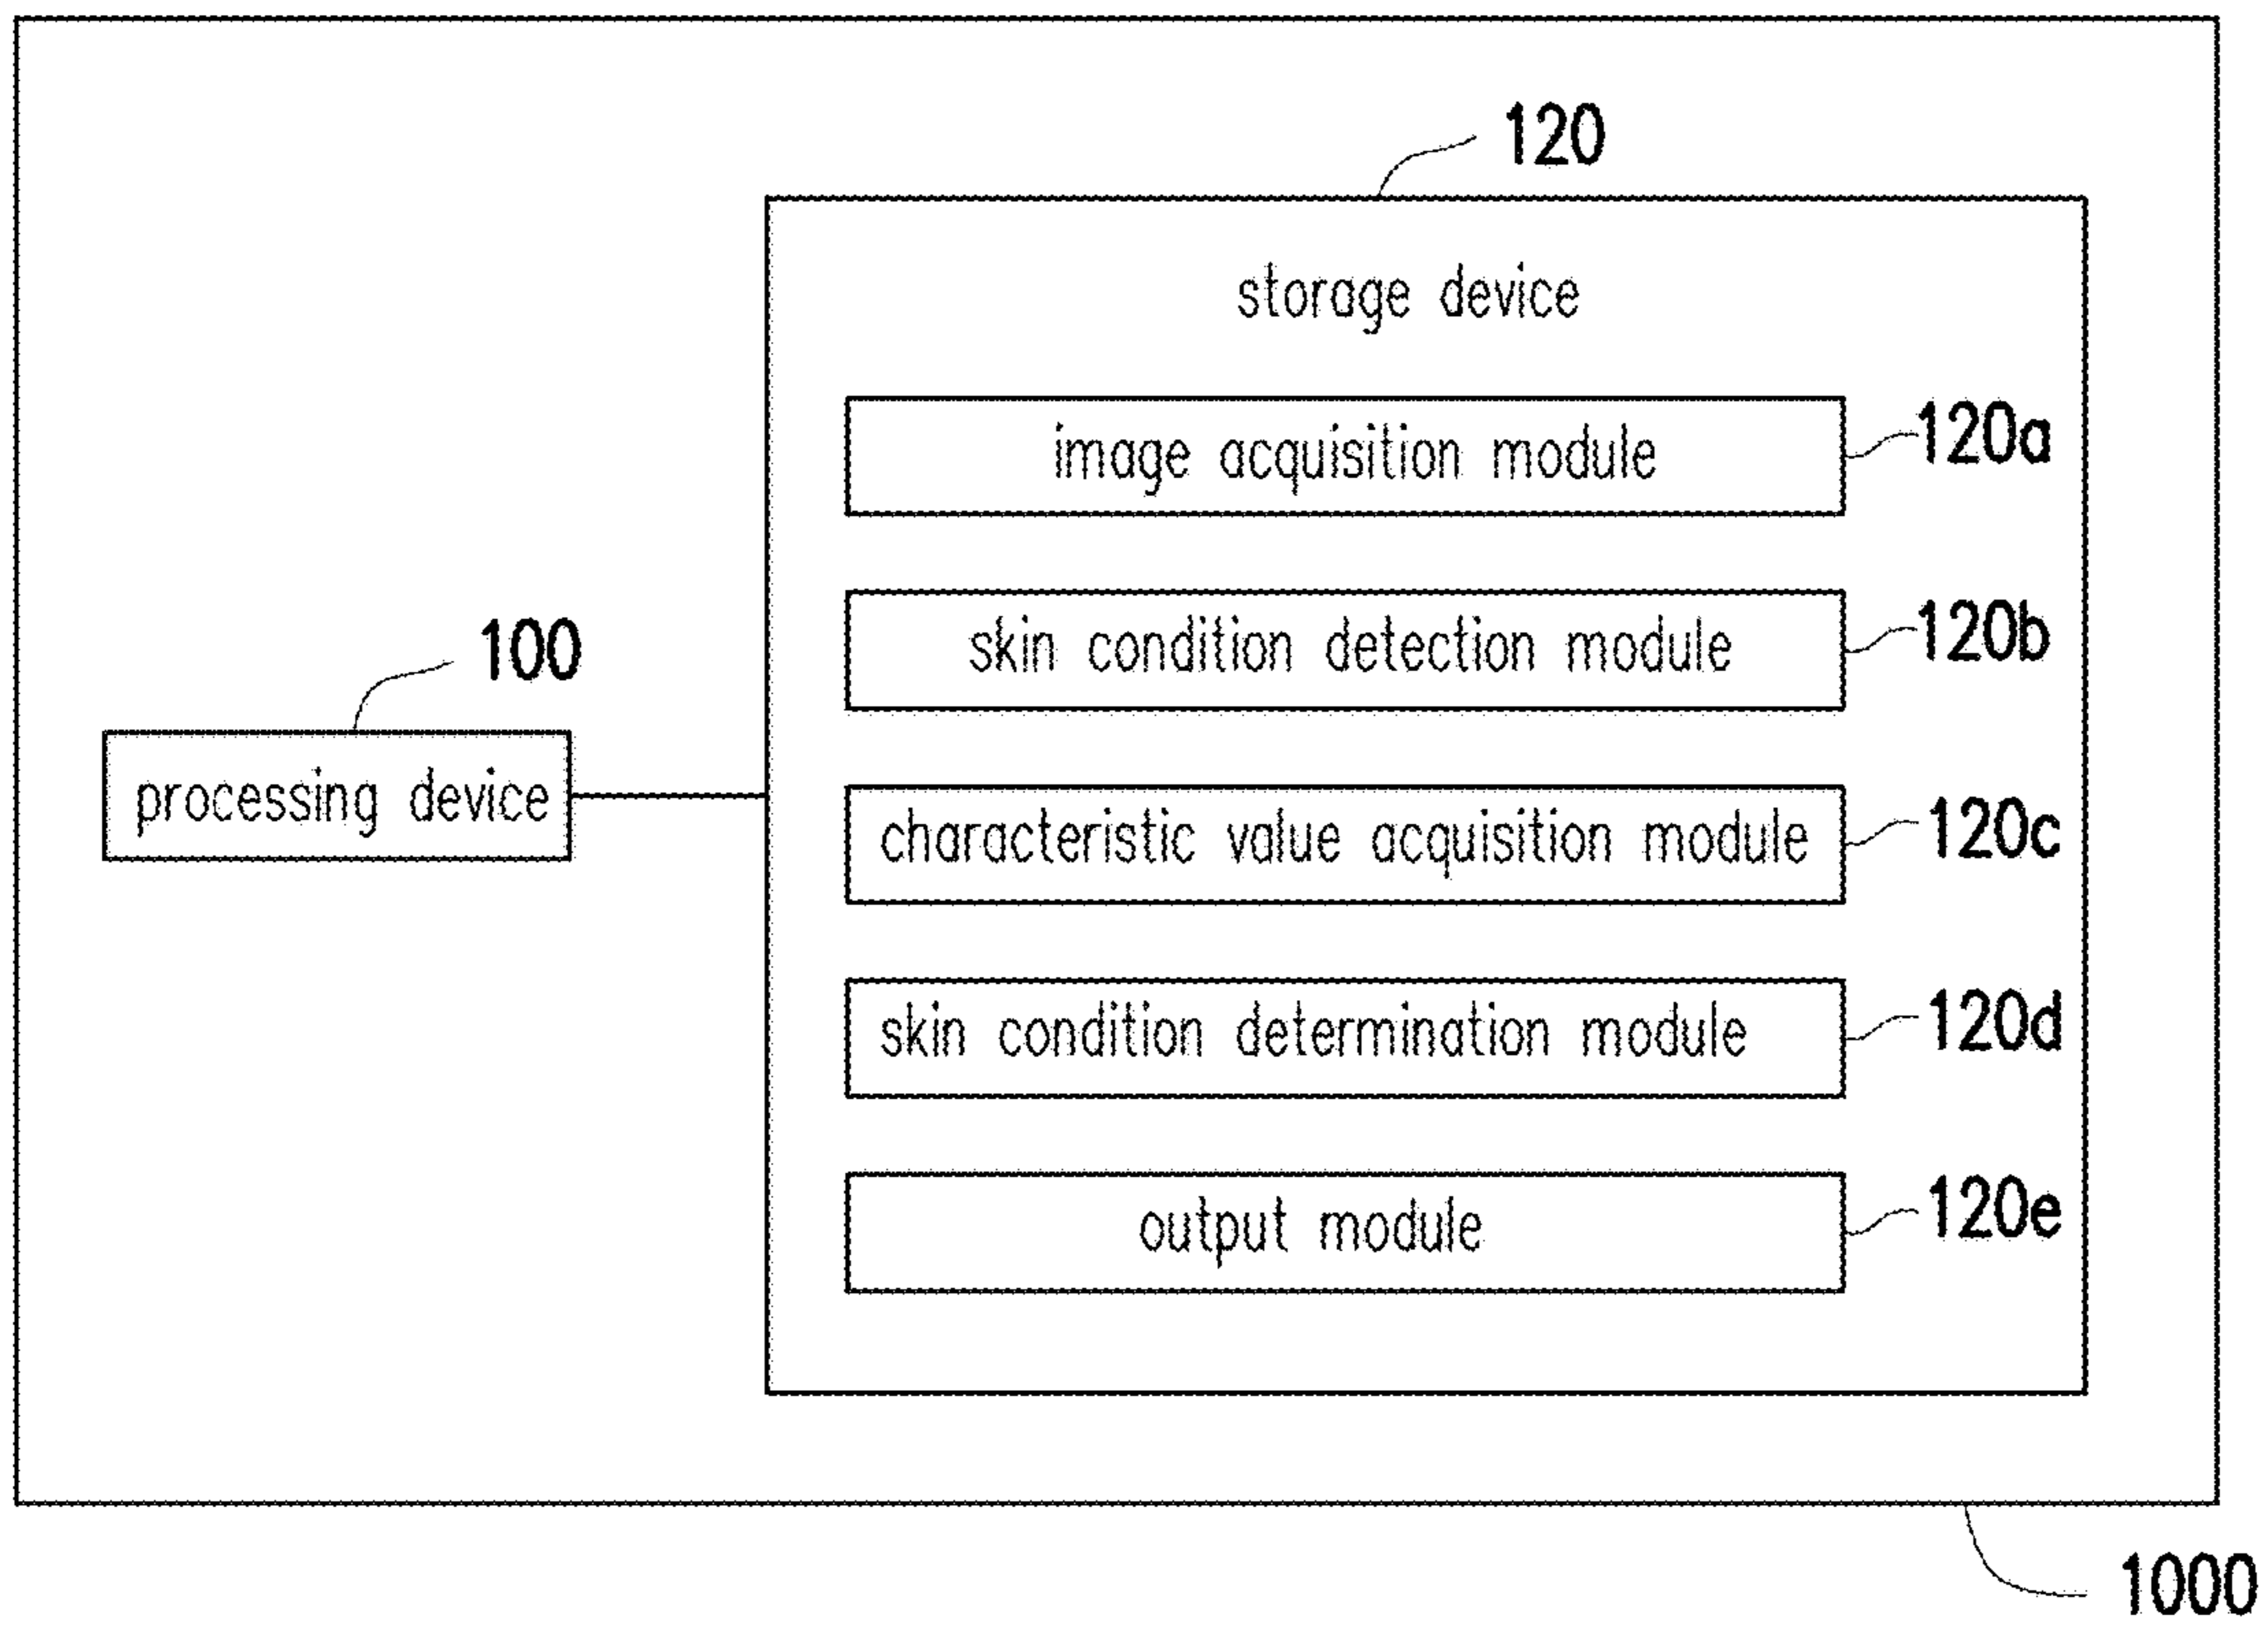 120
storage device
image acquisition module
120a
skin condition detection module
120b
100
processing device
characteristic value acquisition module
120c
skin condition determination module
120d
output module
120e
1000